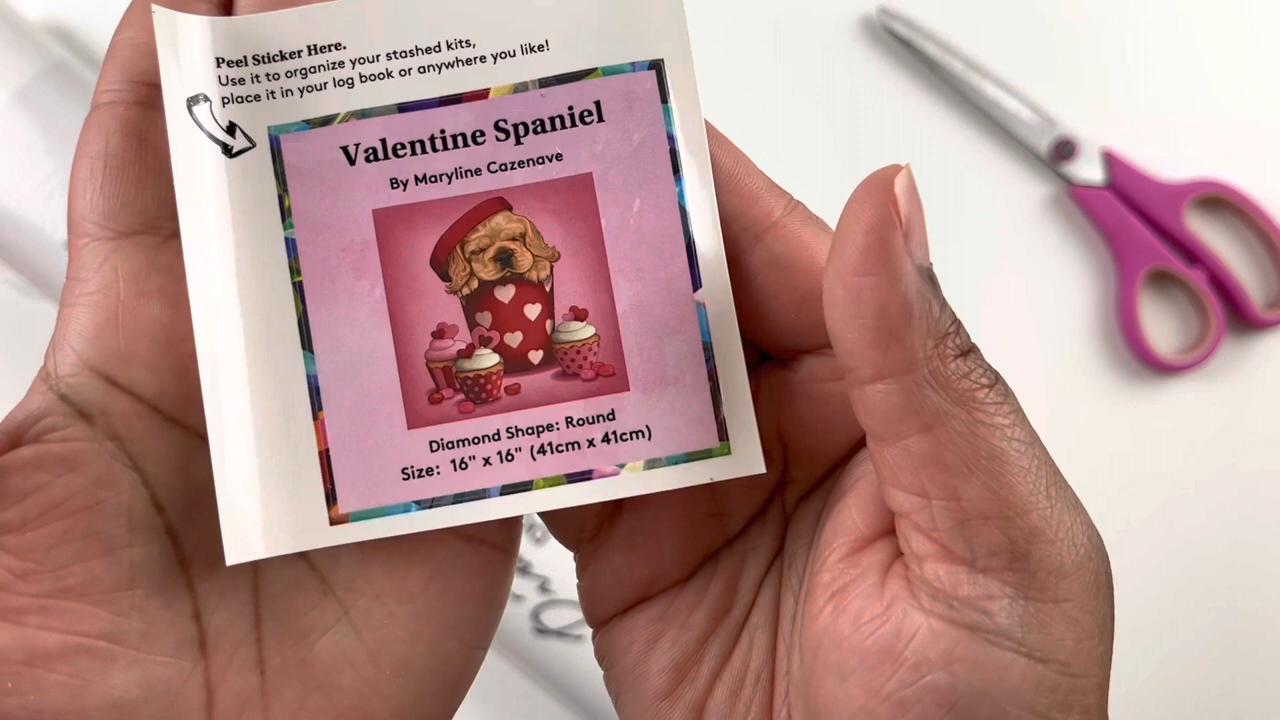 Peel Sticker Here.
Use it to organize your stashed kits,
place it in your log book or anywhere you like!
Valentine Spaniel
By Maryline Cazenave
Diamond Shape: Round
Size: 16" x 16" (41cm x 41cm)